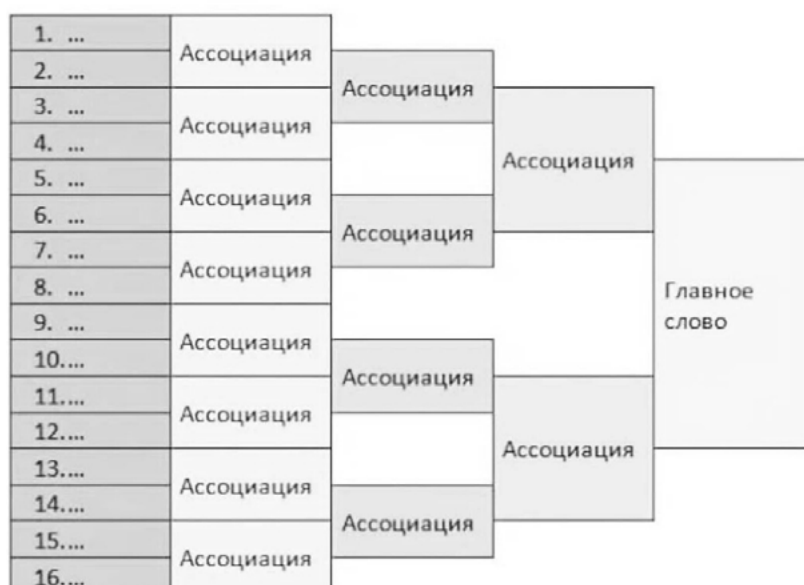 1. ...
2. ...
3. ...
4. ...
5. ...
6. ...
7. ...
8. ...
9. ...
10....
11....
12....
13....
14....
15....
16....
Ассоциация
Ассоциация
Ассоциация
Ассоциация
Ассоциация
Ассоциация
Ассоциация
Ассоциация
Ассоциация
Ассоциация
Ассоциация
Ассоциация
Ассоциация
Ассоциация
Главное
слово